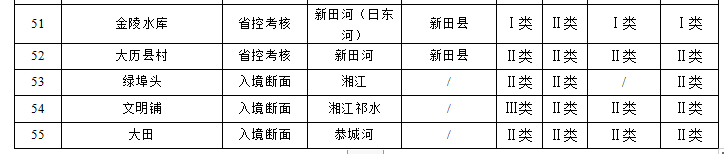 51 金陵水库 省控考核 新田河（日东河） 新田县 Ⅰ类 Ⅱ类 Ⅰ类 Ⅰ类
52 大历县村 省控考核 新田河 新田县 Ⅱ类 Ⅱ类 Ⅱ类 Ⅱ类
53 绿埠头 入境断面 湘江 / Ⅱ类 Ⅱ类 / Ⅱ类
54 文明铺 入境断面 湘江祁水 / Ⅲ类 Ⅱ类 Ⅱ类 Ⅱ类
55 大田 入境断面 恭城河 / Ⅱ类 Ⅱ类 Ⅱ类 Ⅱ类